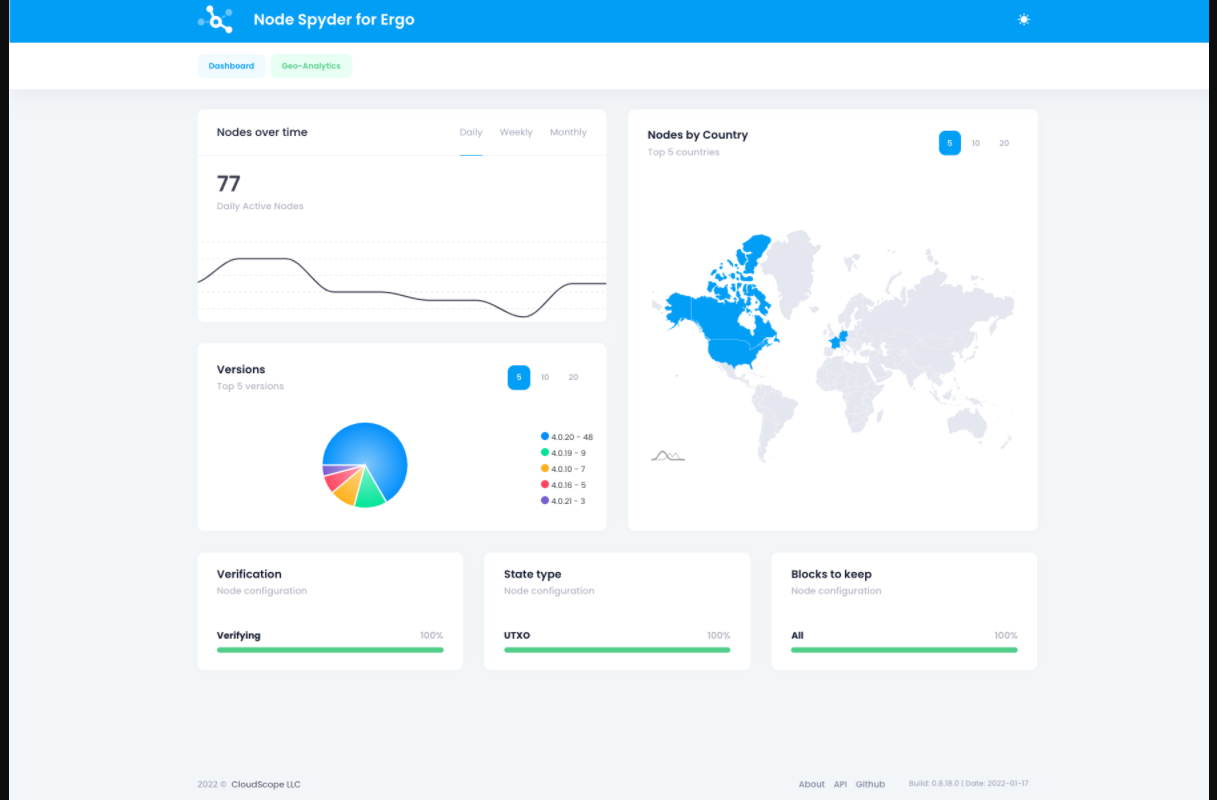 Node Spyder for Ergo
Dashboard Geo-Analytics
Nodes over time
Daily Weekly Monthly
77
Daily Active Nodes
Nodes by Country
Top 5 countries
5 10 20
Versions
Top 5 versions
5 10 20
4.0.20 - 48
4.0.19 - 9
4.0.10 - 7
4.0.16 - 5
4.0.21 - 3
Verification
Node configuration
Verifying 100%
State type
Node configuration
UTXO 100%
Blocks to keep
Node configuration
All 100%
2022 © CloudScope LLC
About API Github Build: 0.8.18.0 | Date: 2022-01-17